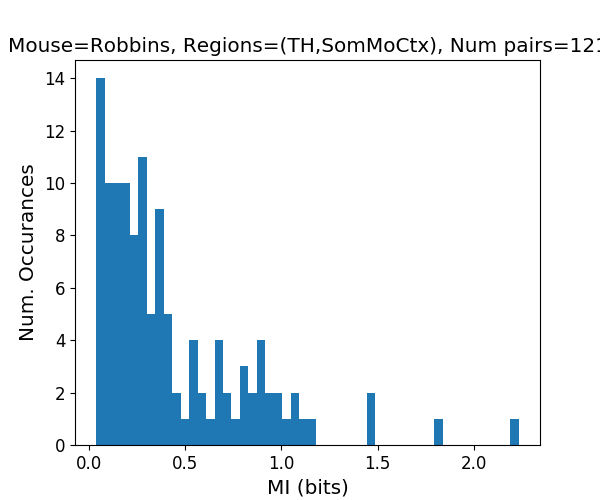 Mouse=Robbins, Regions=(TH,SomMoCtx), Num pairs=121
14
12
10
8
6
4
2
0
Num. Occurances
0.0 0.5 1.0 1.5 2.0
MI (bits)